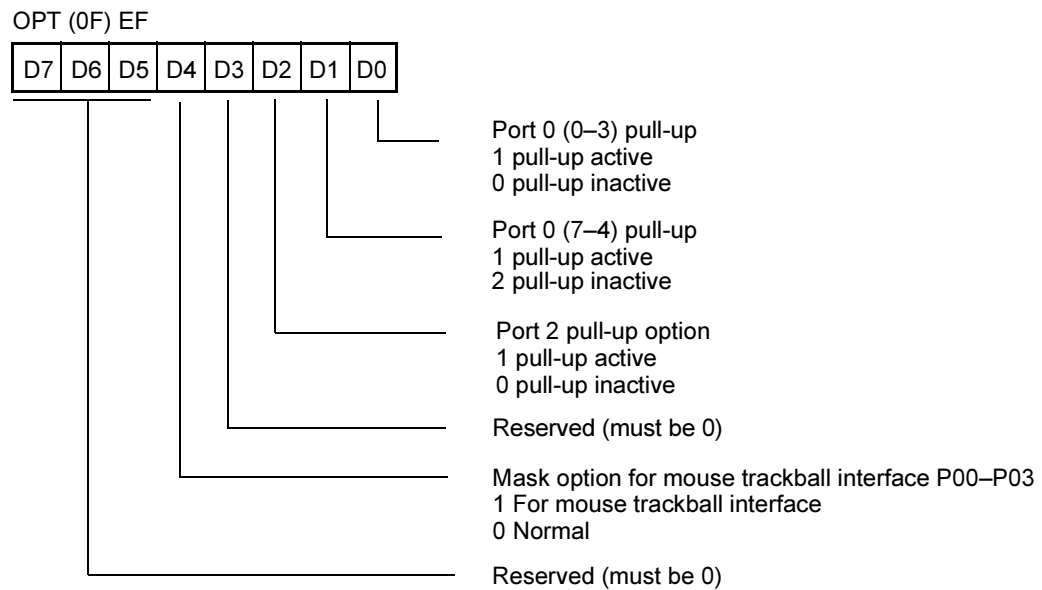 OPT (0F) EF
D7 D6 D5 D4 D3 D2 D1 D0
Port 0 (0–3) pull-up
1 pull-up active
0 pull-up inactive
Port 0 (7–4) pull-up
1 pull-up active
2 pull-up inactive
Port 2 pull-up option
1 pull-up active
0 pull-up inactive
Reserved (must be 0)
Mask option for mouse trackball interface P00–P03
1 For mouse trackball interface
0 Normal
Reserved (must be 0)